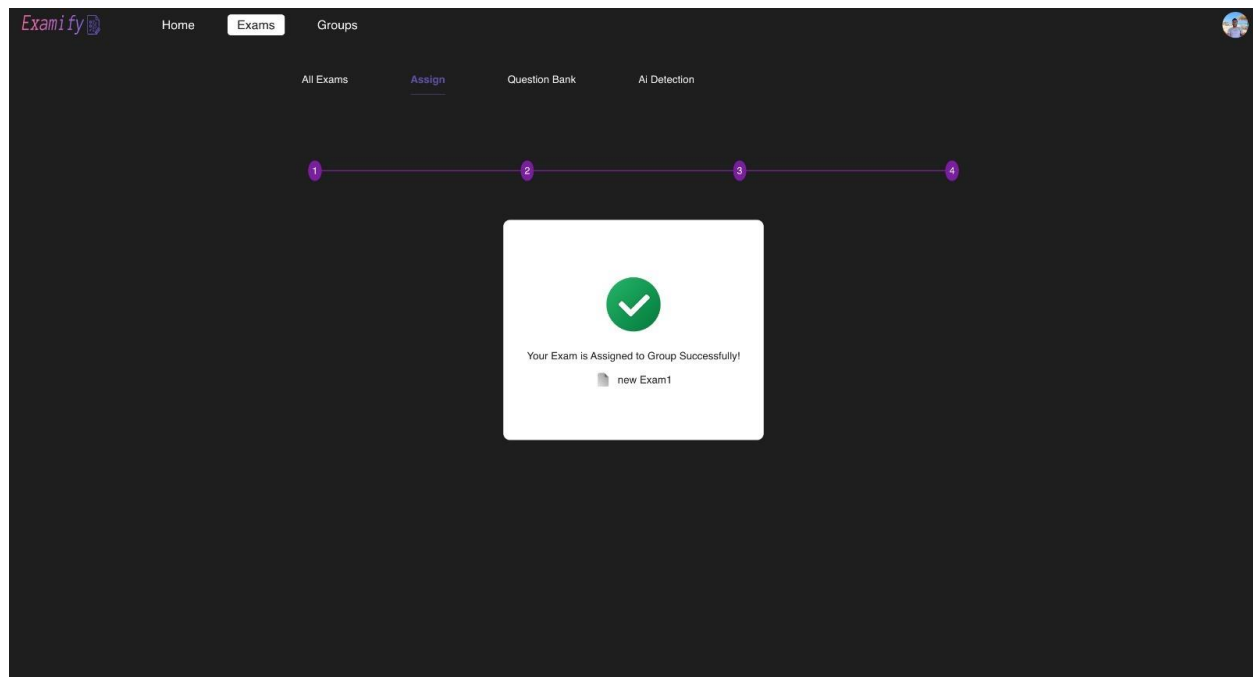 Examify
Home Exams Groups
All Exams Assign Question Bank Ai Detection
1 2 3 4
Your Exam is Assigned to Group Successfully!
new Exam1